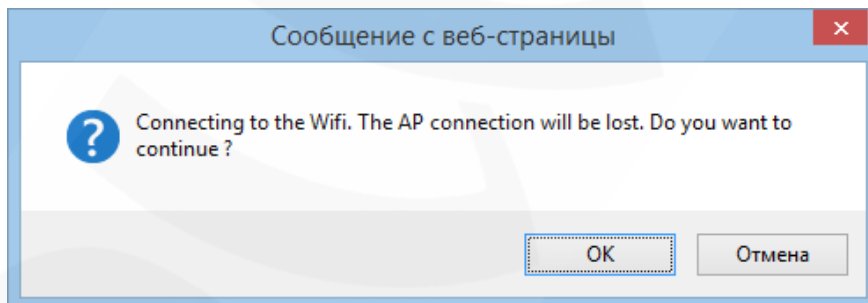 Сообщение с веб-страницы
Connecting to the Wifi. The AP connection will be lost. Do you want to
continue ?
OK
Отмена